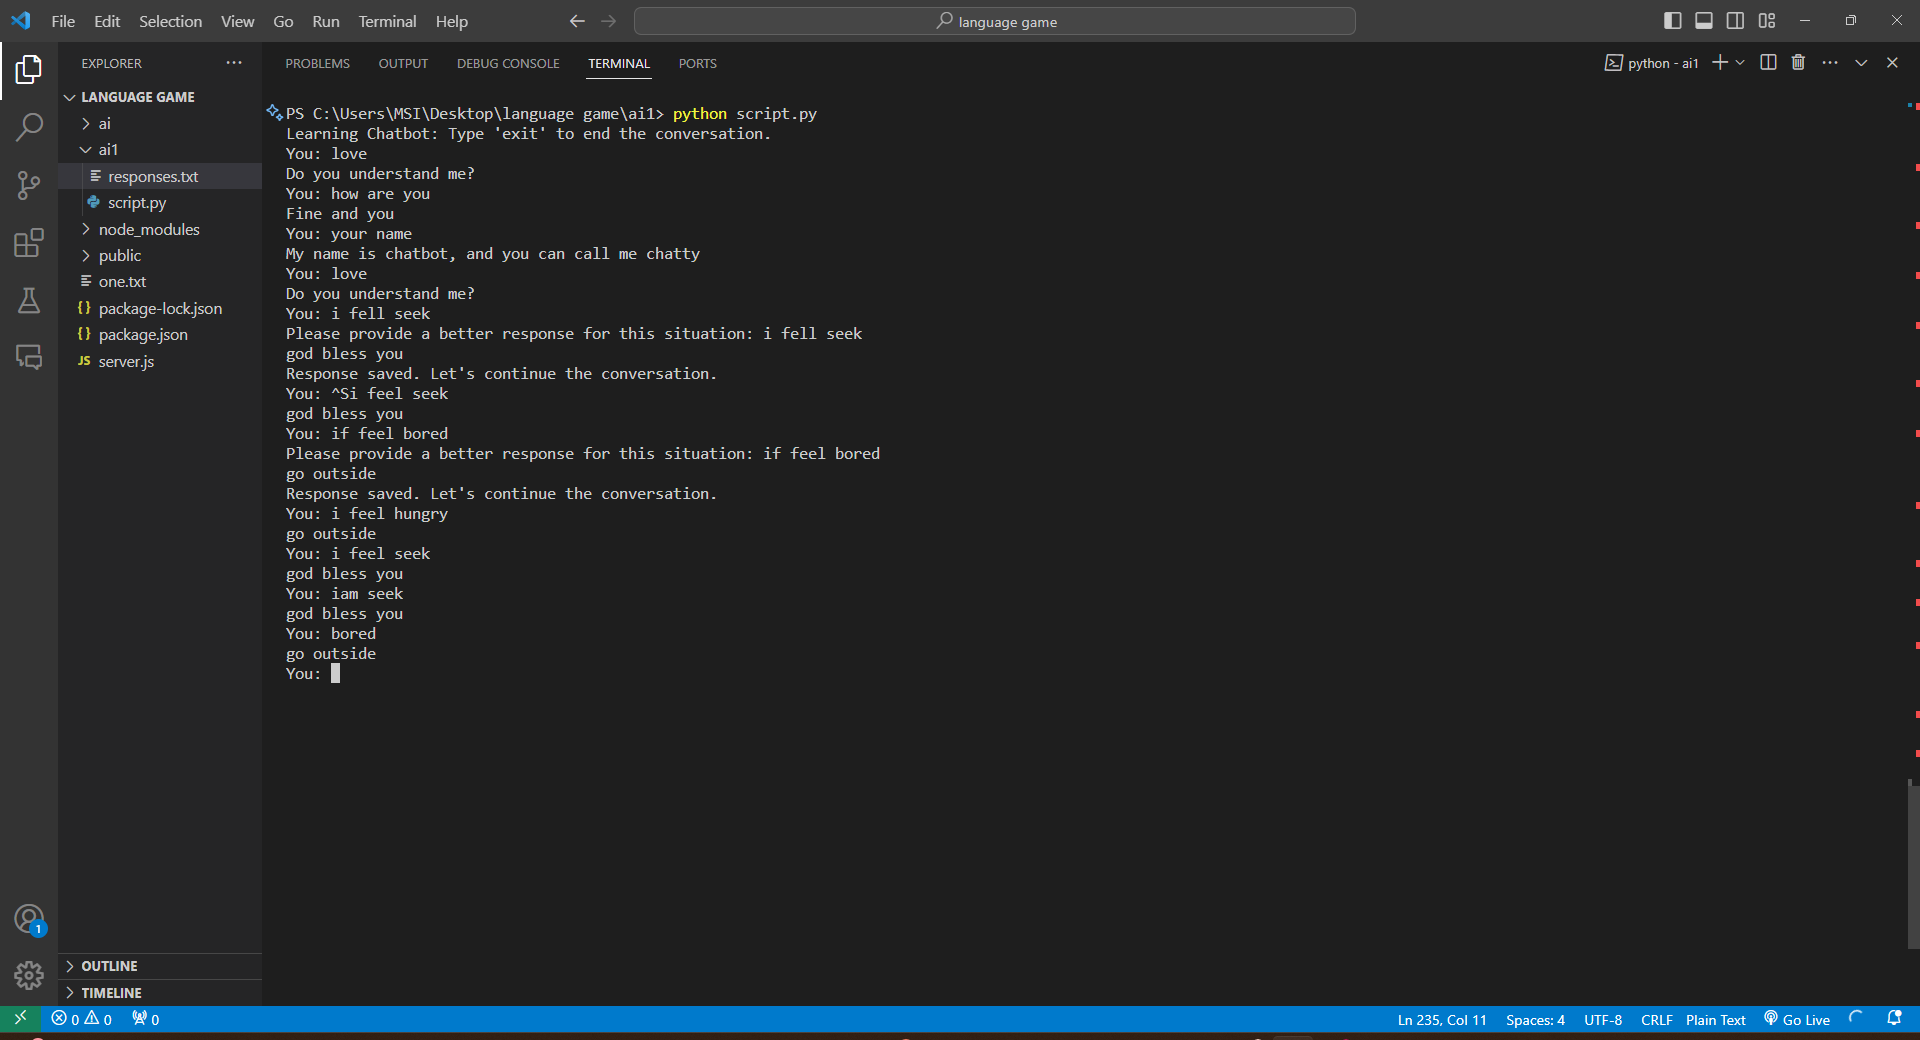 File Edit Selection View Go Run Terminal Help
language game
EXPLORER
PROBLEMS OUTPUT DEBUG CONSOLE TERMINAL PORTS
python - ai1
LANGUAGE GAME
ai
ai1
responses.txt
script.py
node_modules
public
one.txt
{} package-lock.json
{} package.json
JS server.js
PS C:\Users\MSI\Desktop\language game\ai1> python script.py
Learning Chatbot: Type 'exit' to end the conversation.
You: love
Do you understand me?
You: how are you
Fine and you
You: your name
My name is chatbot, and you can call me chatty
You: love
Do you understand me?
You: i fell seek
Please provide a better response for this situation: i fell seek
god bless you
Response saved. Let's continue the conversation.
You: ^Si feel seek
god bless you
You: if feel bored
Please provide a better response for this situation: if feel bored
go outside
Response saved. Let's continue the conversation.
You: i feel hungry
go outside
You: i feel seek
god bless you
You: iam seek
god bless you
You: bored
go outside
You:
1
OUTLINE
TIMELINE
0 0 0
Ln 235, Col 11 Spaces: 4 UTF-8 CRLF Plain Text Go Live